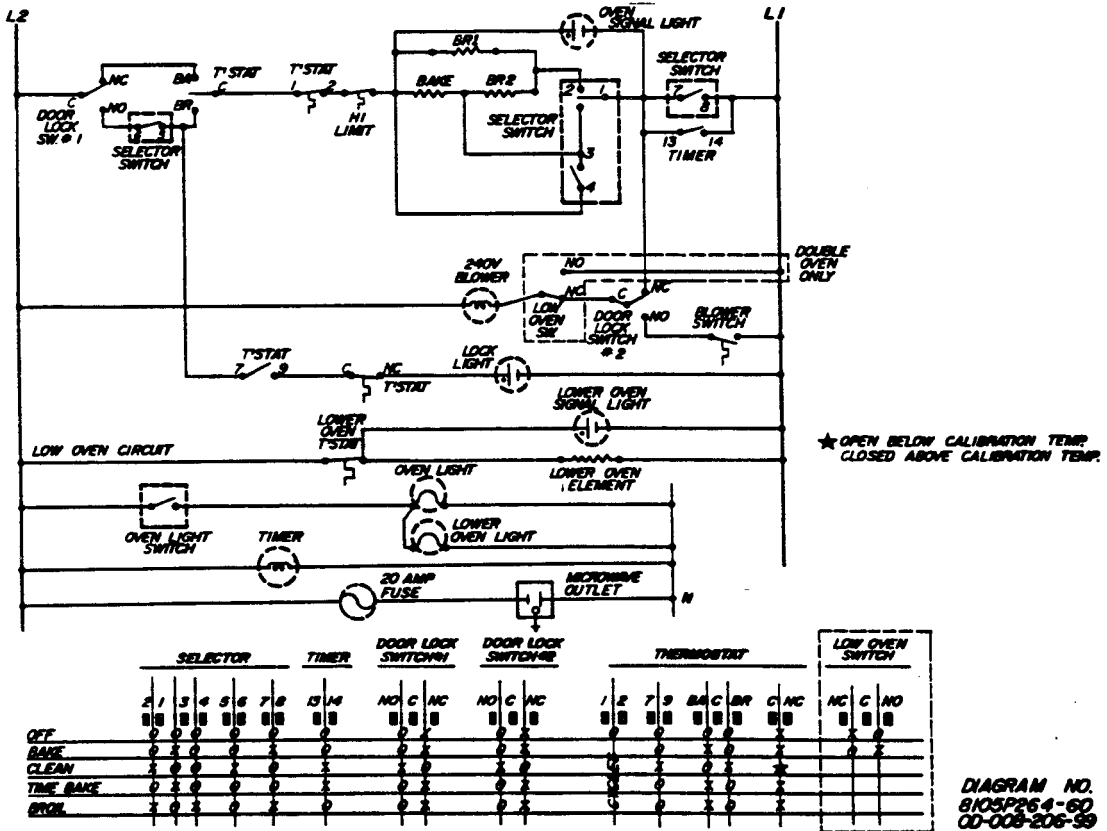 L2
OVEN
SIGNAL LIGHT
L1
BR1
SELECTOR
SWITCH
NC
BA
T'STAT
C
T'STAT
1 2
BAKE
BR2
2
1
7
8
C
NO
BR
DOOR
LOCK
SW. # 1
HI
LIMIT
SELECTOR
SWITCH
13 14
TIMER
SELECTOR
SWITCH
3
4
240V
BLOWER
NO
DOUBLE
OVEN
ONLY
NC
C
NC
LOW
OVEN
SW.
DOOR
LOCK
SWITCH
# 2
NO
BLOWER
SWITCH
T'STAT
7 9
C NC
T'STAT
LOCK
LIGHT
LOWER OVEN
SIGNAL LIGHT
LOWER
OVEN
T'STAT
LOW OVEN CIRCUIT
★ OPEN BELOW CALIBRATION TEMP.
CLOSED ABOVE CALIBRATION TEMP.
OVEN LIGHT
LOWER OVEN
ELEMENT
OVEN LIGHT
SWITCH
LOWER
OVEN LIGHT
TIMER
20 AMP
FUSE
MICROWAVE
OUTLET
N
SELECTOR
TIMER
DOOR LOCK
SWITCH#1
DOOR LOCK
SWITCH#2
THERMOSTAT
LOW OVEN
SWITCH
2 1 3 4 5 6 7 8 13 14 NO C NC NO C NC 1 2 7 9 BA C BR C NC NC C NO
OFF
BAKE
CLEAN
TIME BAKE
BROIL
DIAGRAM NO.
8105P264-60
OD-008-206-99